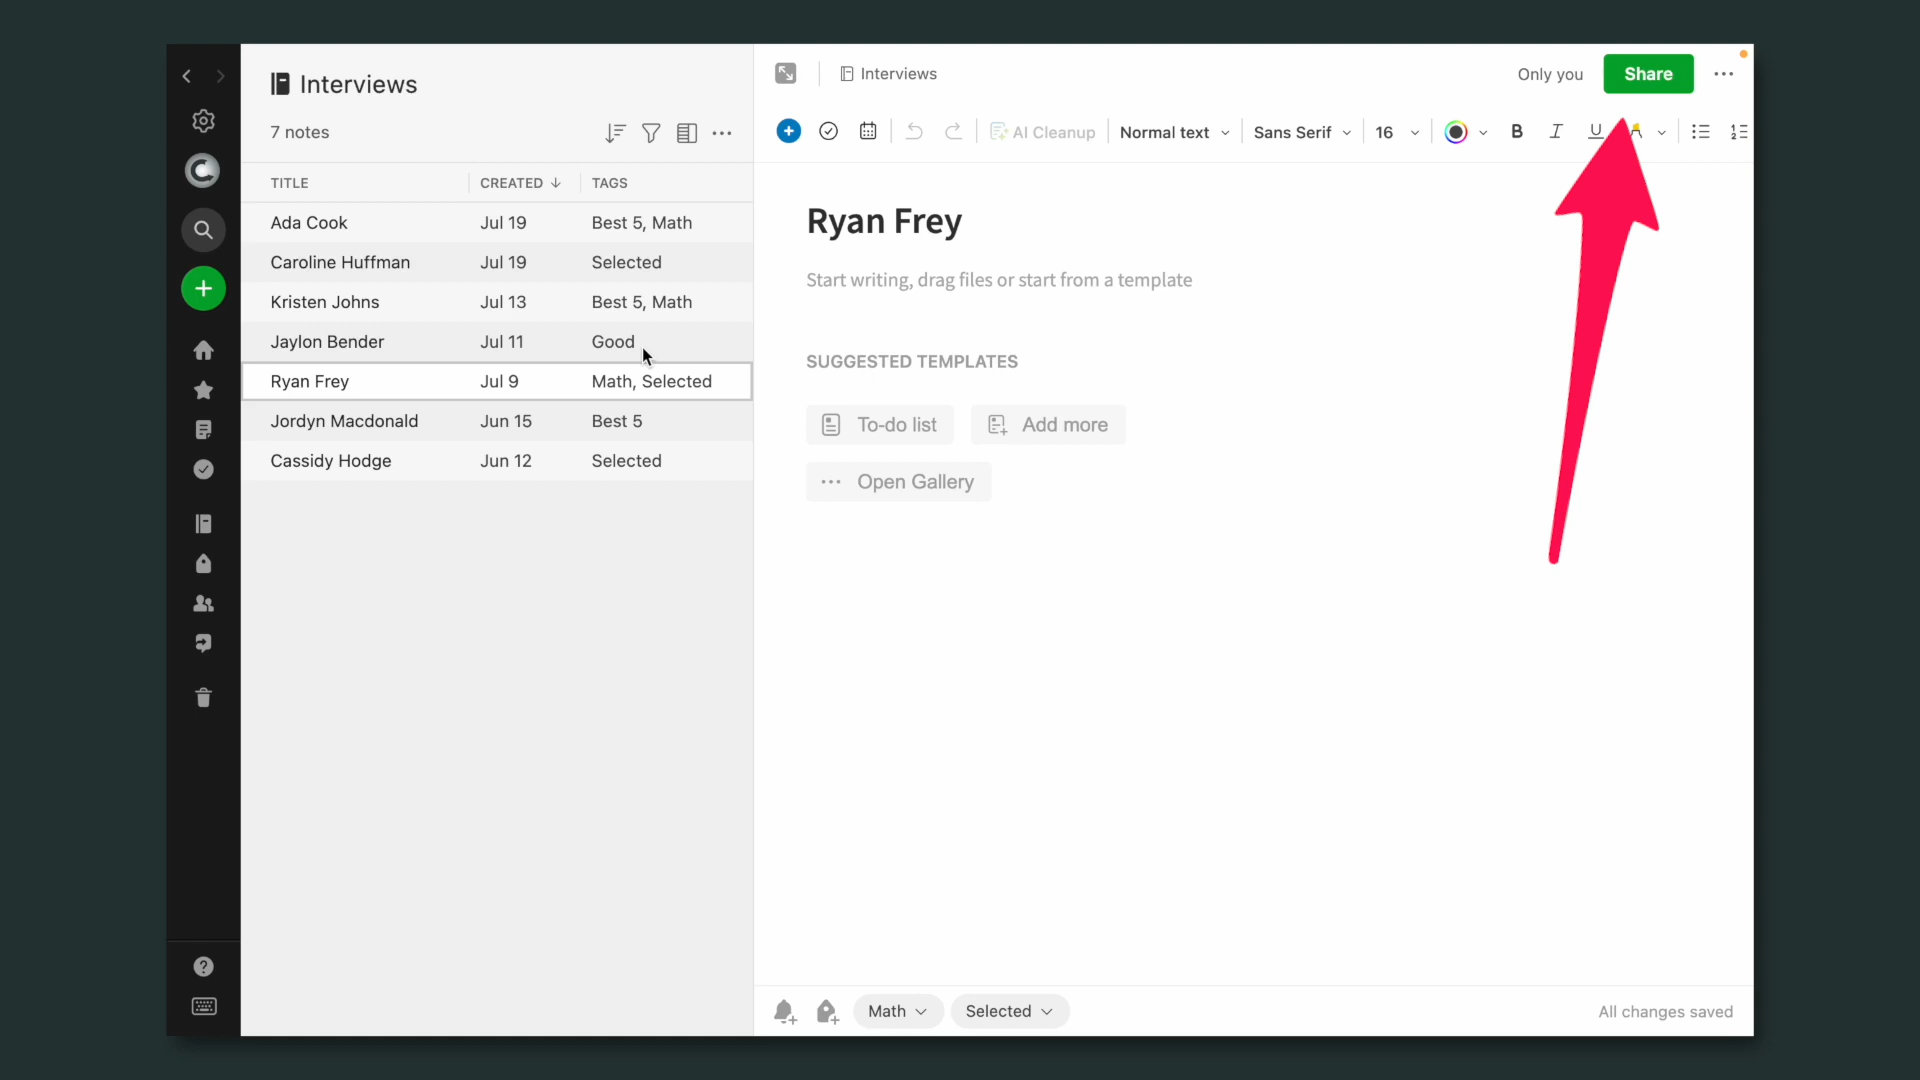 Interviews
7 notes
TITLE CREATED TAGS
Ada Cook Jul 19 Best 5, Math
Caroline Huffman Jul 19 Selected
Kristen Johns Jul 13 Best 5, Math
Jaylon Bender Jul 11 Good
Ryan Frey Jul 9 Math, Selected
Jordyn Macdonald Jun 15 Best 5
Cassidy Hodge Jun 12 Selected
Interviews Only you Share
AI Cleanup Normal text Sans Serif 16 B I U A
Ryan Frey
Start writing, drag files or start from a template
SUGGESTED TEMPLATES
To-do list Add more
Open Gallery
Math Selected All changes saved